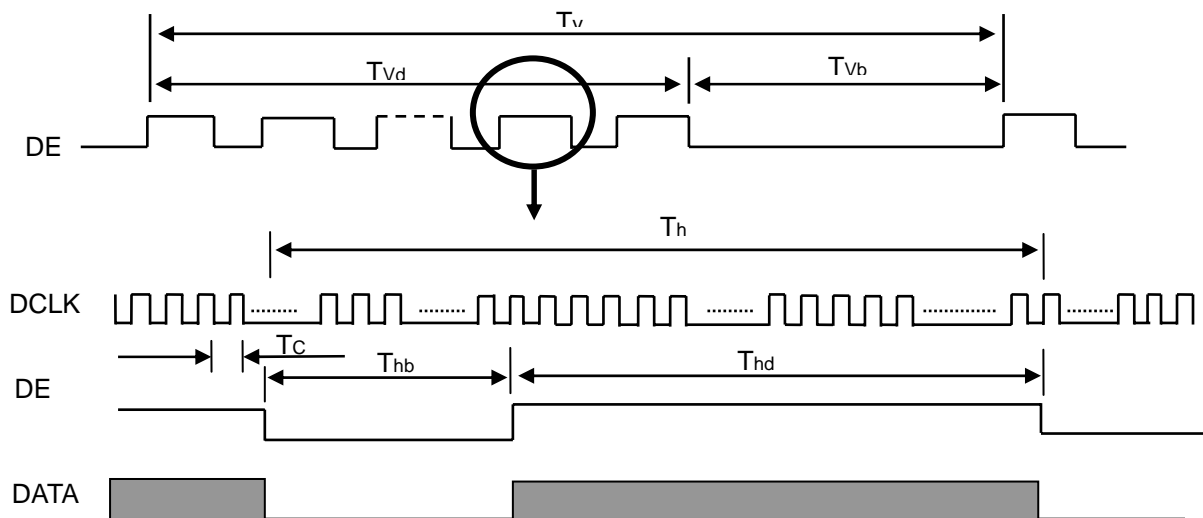 Tv
TVd
TVb
DE
Th
DCLK
TC
Thb
Thd
DE
DATA